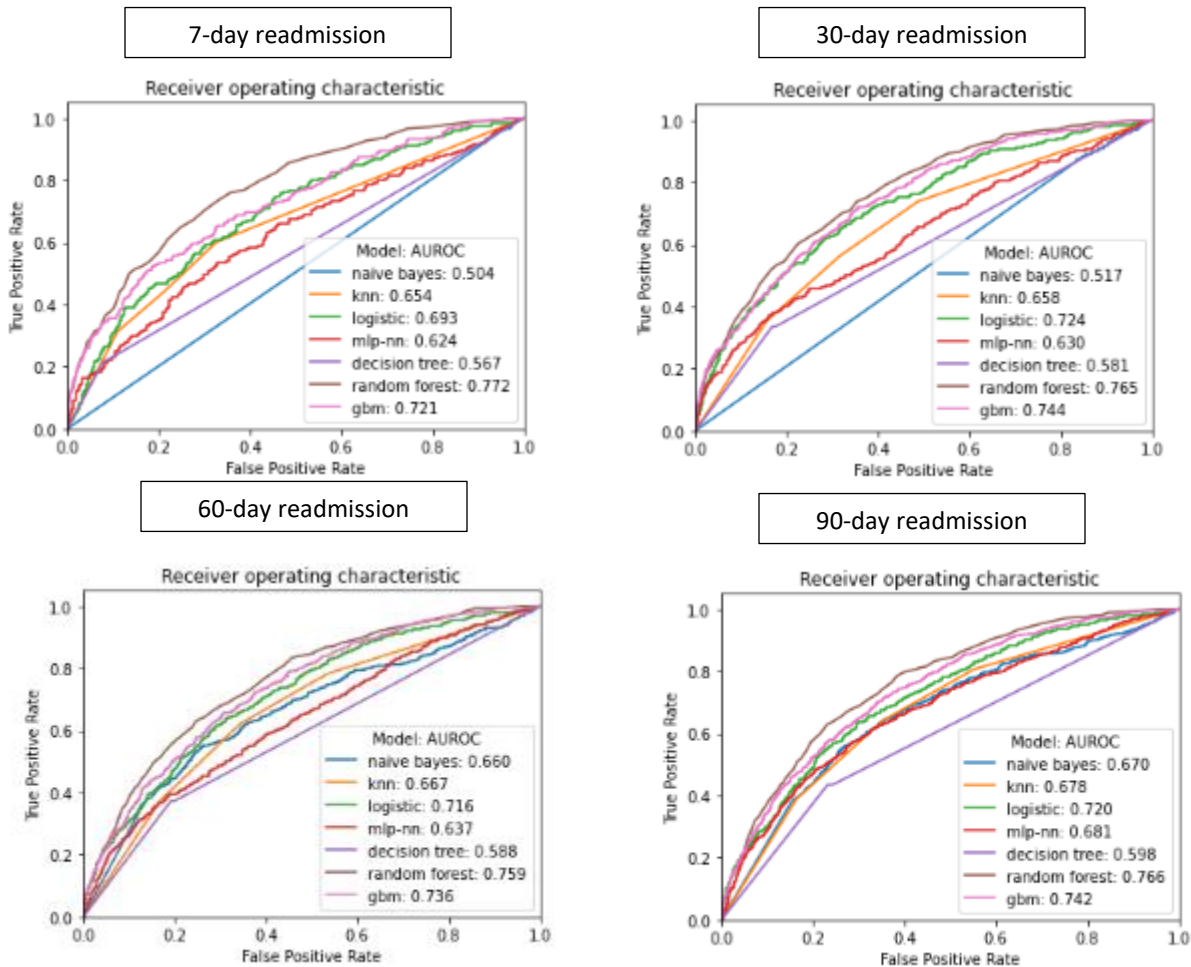 7-day readmission
30-day readmission
Receiver operating characteristic
True Positive Rate
1.0
0.8
0.6
0.4
0.2
0.0
Model: AUROC
naive bayes: 0.504
knn: 0.654
logistic: 0.693
mlp-nn: 0.624
decision tree: 0.567
random forest: 0.772
gbm: 0.721
0.0 0.2 0.4 0.6 0.8 1.0
False Positive Rate
Receiver operating characteristic
True Positive Rate
1.0
0.8
0.6
0.4
0.2
0.0
Model: AUROC
naive bayes: 0.517
knn: 0.658
logistic: 0.724
mlp-nn: 0.630
decision tree: 0.581
random forest: 0.765
gbm: 0.744
0.0 0.2 0.4 0.6 0.8 1.0
False Positive Rate
60-day readmission
90-day readmission
Receiver operating characteristic
True Positive Rate
1.0
0.8
0.6
0.4
0.2
0.0
Model: AUROC
naive bayes: 0.660
knn: 0.667
logistic: 0.716
mlp-nn: 0.637
decision tree: 0.588
random forest: 0.759
gbm: 0.736
0.0 0.2 0.4 0.6 0.8 1.0
False Positive Rate
Receiver operating characteristic
True Positive Rate
1.0
0.8
0.6
0.4
0.2
0.0
Model: AUROC
naive bayes: 0.670
knn: 0.678
logistic: 0.720
mlp-nn: 0.681
decision tree: 0.598
random forest: 0.766
gbm: 0.742
0.0 0.2 0.4 0.6 0.8 1.0
False Positive Rate